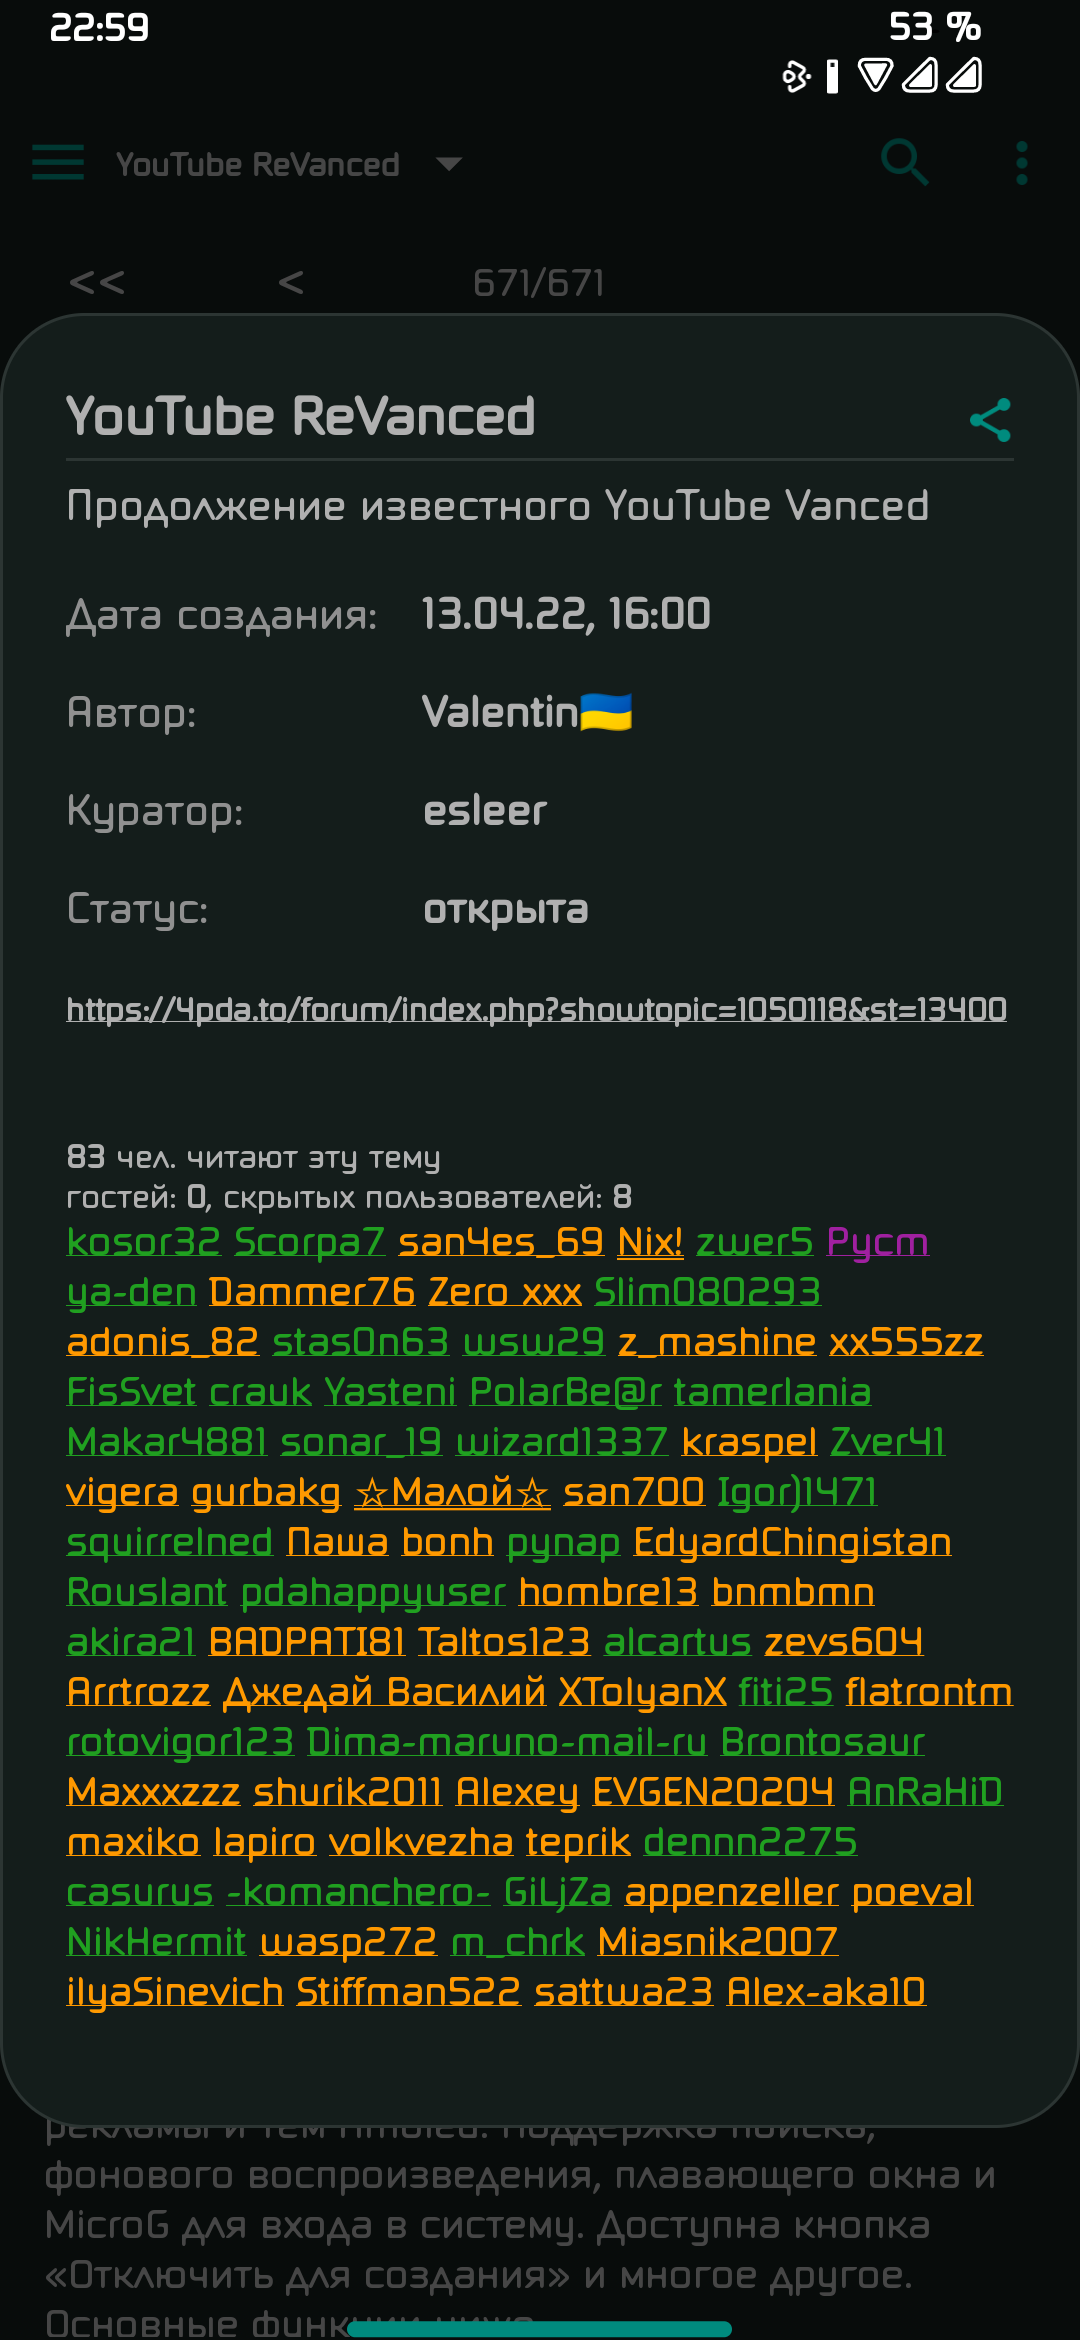 22:59
53 %
YouTube ReVanced
<< < 671/671
YouTube ReVanced
Продолжение известного YouTube Vanced
Дата создания: 13.04.22, 16:00
Автор: Valentin🇺🇦
Куратор: esleer
Статус: открыта
https://4pda.to/forum/index.php?showtopic=1050118&st=13400
83 чел. читают эту тему
гостей: 0, скрытых пользователей: 8
kosor32 Scorpa7 san4es_69 Nix! zwer5 Руст
ya-den Dammer76 Zero xxx Slim080293
adonis_82 stas0n63 wsw29 z_mashine xx555zz
FisSvet crauk Yasteni PolarBe@r tamerlania
Makar4881 sonar_19 wizard1337 kraspel Zver41
vigera gurbakg ☆Малой☆ san700 Igor)1471
squirrelned Паша bonh рупар EdyardChingistan
Rouslant pdahappyuser hombre13 bnmbmn
akira21 BADPATI81 Taltos123 alcartus zevs604
Arrtrozz Джедай Василий XTolyanX fiti25 flatrontm
rotovigor123 Dima-maruno-mail-ru Brontosaur
Maxxxzzz shurik2011 Alexey EVGEN20204 AnRaHiD
maxiko lapiro volkvezha teprik dennn2275
casurus -komanchero- GiLjZa appenzeller poeval
NikHermit wasp272 m_chrk Miasnik2007
ilyaSinevich Stiffman522 sattwa23 Alex-aka10
фонового воспроизведения, плавающего окна и
MicroG для входа в систему. Доступна кнопка
«Отключить для создания» и многое другое.
Основные